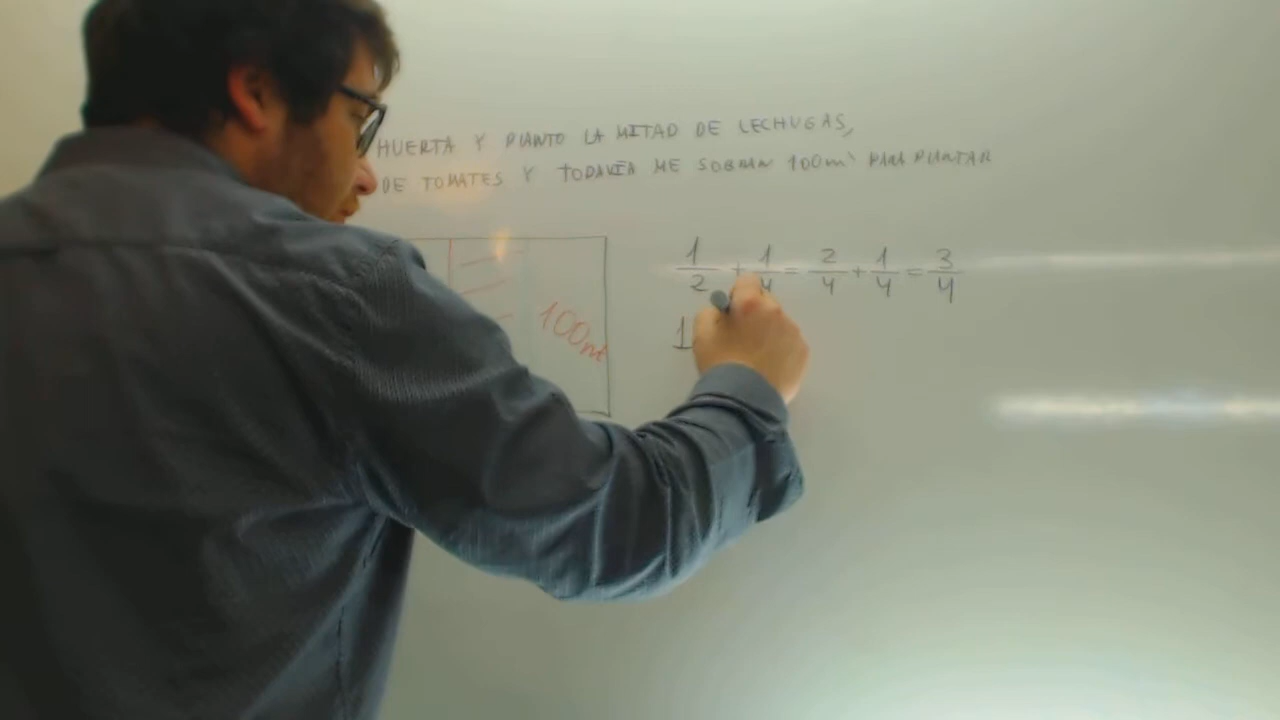 HUERTA Y PLANTO LA MITAD DE LECHUGAS,
DE TOMATES Y TODAVÍA ME SOBRAN 100m² PARA PLANTAR
1/2 + 1/4 = 2/4 + 1/4 = 3/4
100m²
1